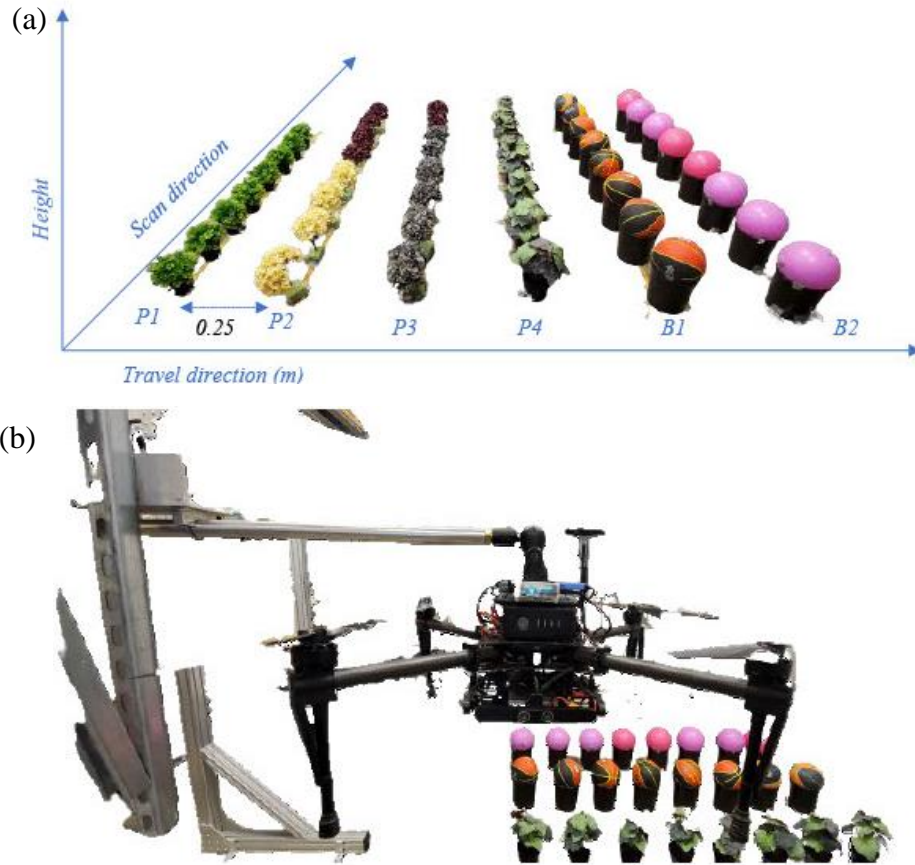 (a)
Height
Scan direction
P1
0.25
P2
P3
P4
B1
B2
Travel direction (m)
(b)